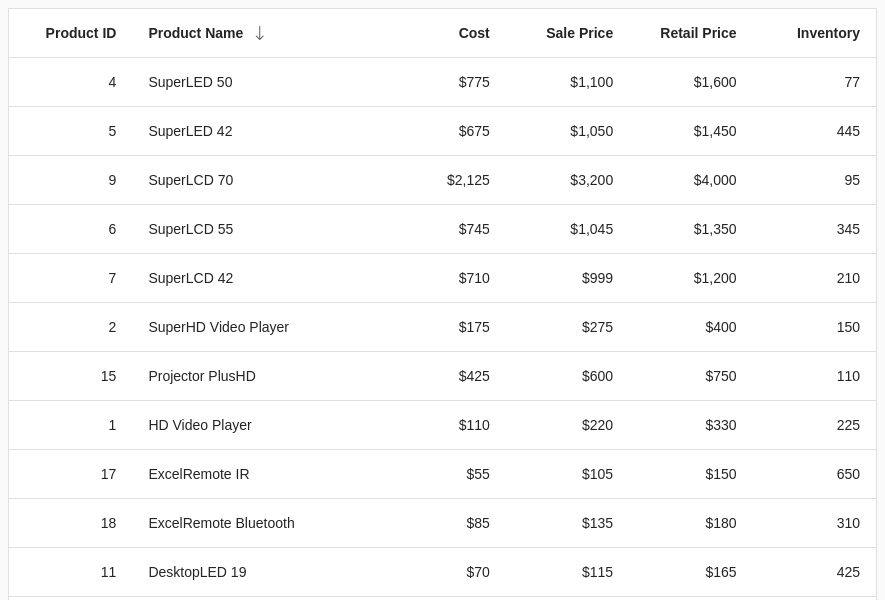 Product ID Product Name ↓ Cost Sale Price Retail Price Inventory
4 SuperLED 50 $775 $1,100 $1,600 77
5 SuperLED 42 $675 $1,050 $1,450 445
9 SuperLCD 70 $2,125 $3,200 $4,000 95
6 SuperLCD 55 $745 $1,045 $1,350 345
7 SuperLCD 42 $710 $999 $1,200 210
2 SuperHD Video Player $175 $275 $400 150
15 Projector PlusHD $425 $600 $750 110
1 HD Video Player $110 $220 $330 225
17 ExcelRemote IR $55 $105 $150 650
18 ExcelRemote Bluetooth $85 $135 $180 310
11 DesktopLED 19 $70 $115 $165 425